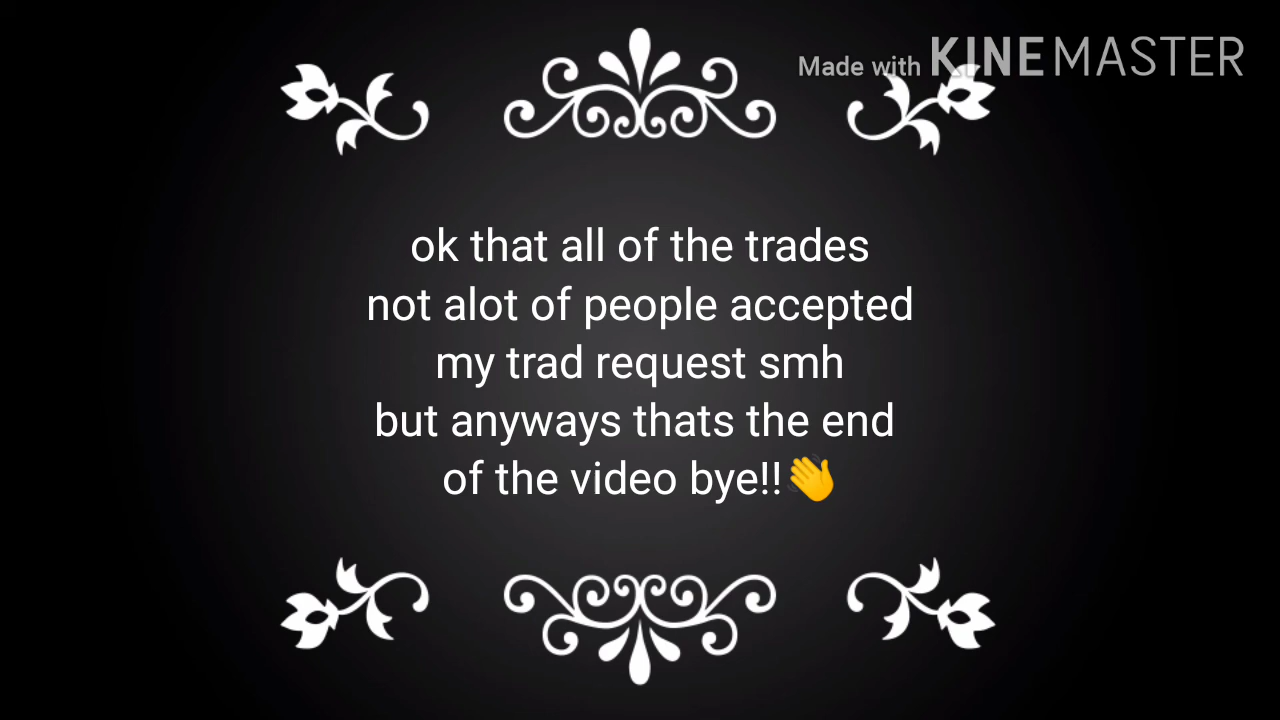 Made with KINEMASTER
ok that all of the trades
not alot of people accepted
my trad request smh
but anyways thats the end
of the video bye!!👋